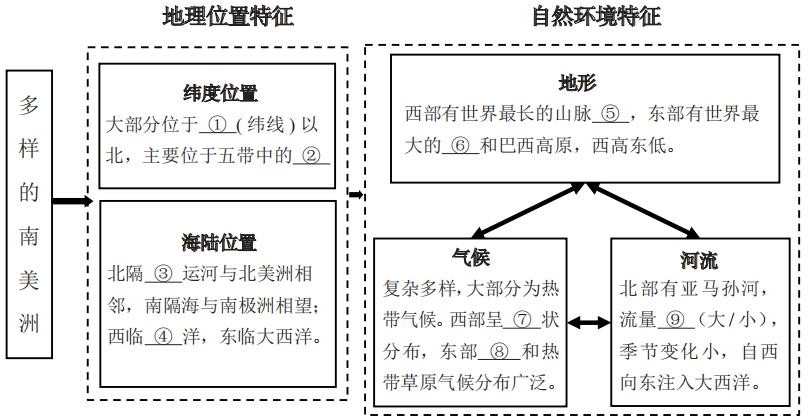 地理位置特征
自然环境特征
多样的南美洲
纬度位置
大部分位于 ① ( 纬线 ) 以
北，主要位于五带中的 ②
海陆位置
北隔 ③ 运河与北美洲相
邻，南隔海与南极洲相望；
西临 ④ 洋，东临大西洋。
地形
西部有世界最长的山脉 ⑤ ，东部有世界最
大的 ⑥ 和巴西高原，西高东低。
气候
复杂多样，大部分为热
带气候。西部呈 ⑦ 状
分布，东部 ⑧ 和热
带草原气候分布广泛。
河流
北部有亚马孙河，
流量 ⑨ （大 / 小），
季节变化小，自西
向东注入大西洋。